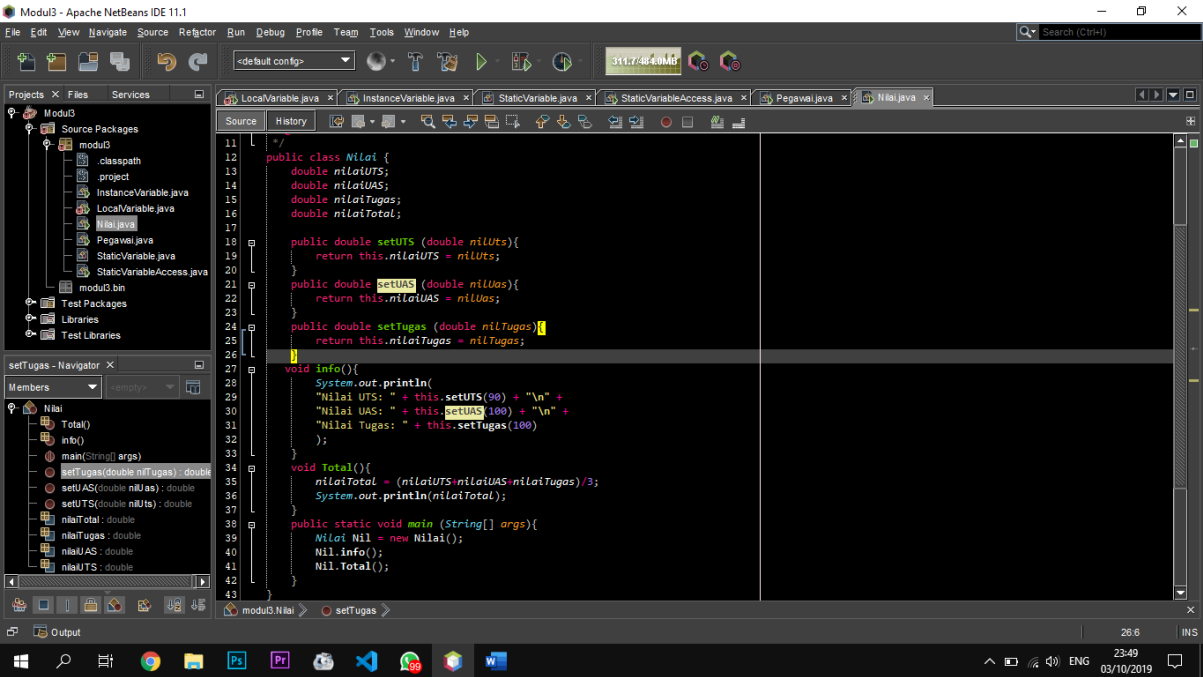 Modul3 - Apache NetBeans IDE 11.1
File Edit View Navigate Source Refactor Run Debug Profile Team Tools Window Help
Search (Ctrl+I)
<default config>
311.7/484.0MB
Projects Files Services
LocalVariable.java InstanceVariable.java StaticVariable.java StaticVariableAccess.java Pegawai.java Nilai.java
Source History
Modul3
Source Packages
modul3
.classpath
.project
InstanceVariable.java
LocalVariable.java
Nilai.java
Pegawai.java
StaticVariable.java
StaticVariableAccess.java
modul3.bin
Test Packages
Libraries
Test Libraries
setTugas - Navigator
Members <empty>
Nilai
Total()
info()
main(String[] args)
setTugas(double nilTugas) : double
setUAS(double nilUas) : double
setUTS(double nilUts) : double
nilaiTotal : double
nilaiTugas : double
nilaiUAS : double
nilaiUTS : double
11 */
12 public class Nilai {
13 double nilaiUTS;
14 double nilaiUAS;
15 double nilaiTugas;
16 double nilaiTotal;
17
18 public double setUTS (double nilUts){
19 return this.nilaiUTS = nilUts;
20 }
21 public double setUAS (double nilUas){
22 return this.nilaiUAS = nilUas;
23 }
24 public double setTugas (double nilTugas){
25 return this.nilaiTugas = nilTugas;
26 }
27 void info(){
28 System.out.println(
29 "Nilai UTS: " + this.setUTS(90) + "\n" +
30 "Nilai UAS: " + this.setUAS(100) + "\n" +
31 "Nilai Tugas: " + this.setTugas(100)
32 );
33 }
34 void Total(){
35 nilaiTotal = (nilaiUTS+nilaiUAS+nilaiTugas)/3;
36 System.out.println(nilaiTotal);
37 }
38 public static void main (String[] args){
39 Nilai Nil = new Nilai();
40 Nil.info();
41 Nil.Total();
42 }
43 }
modul3.Nilai setTugas
Output
26:6 INS
Ps Pr 99 W
ENG
23:49
03/10/2019